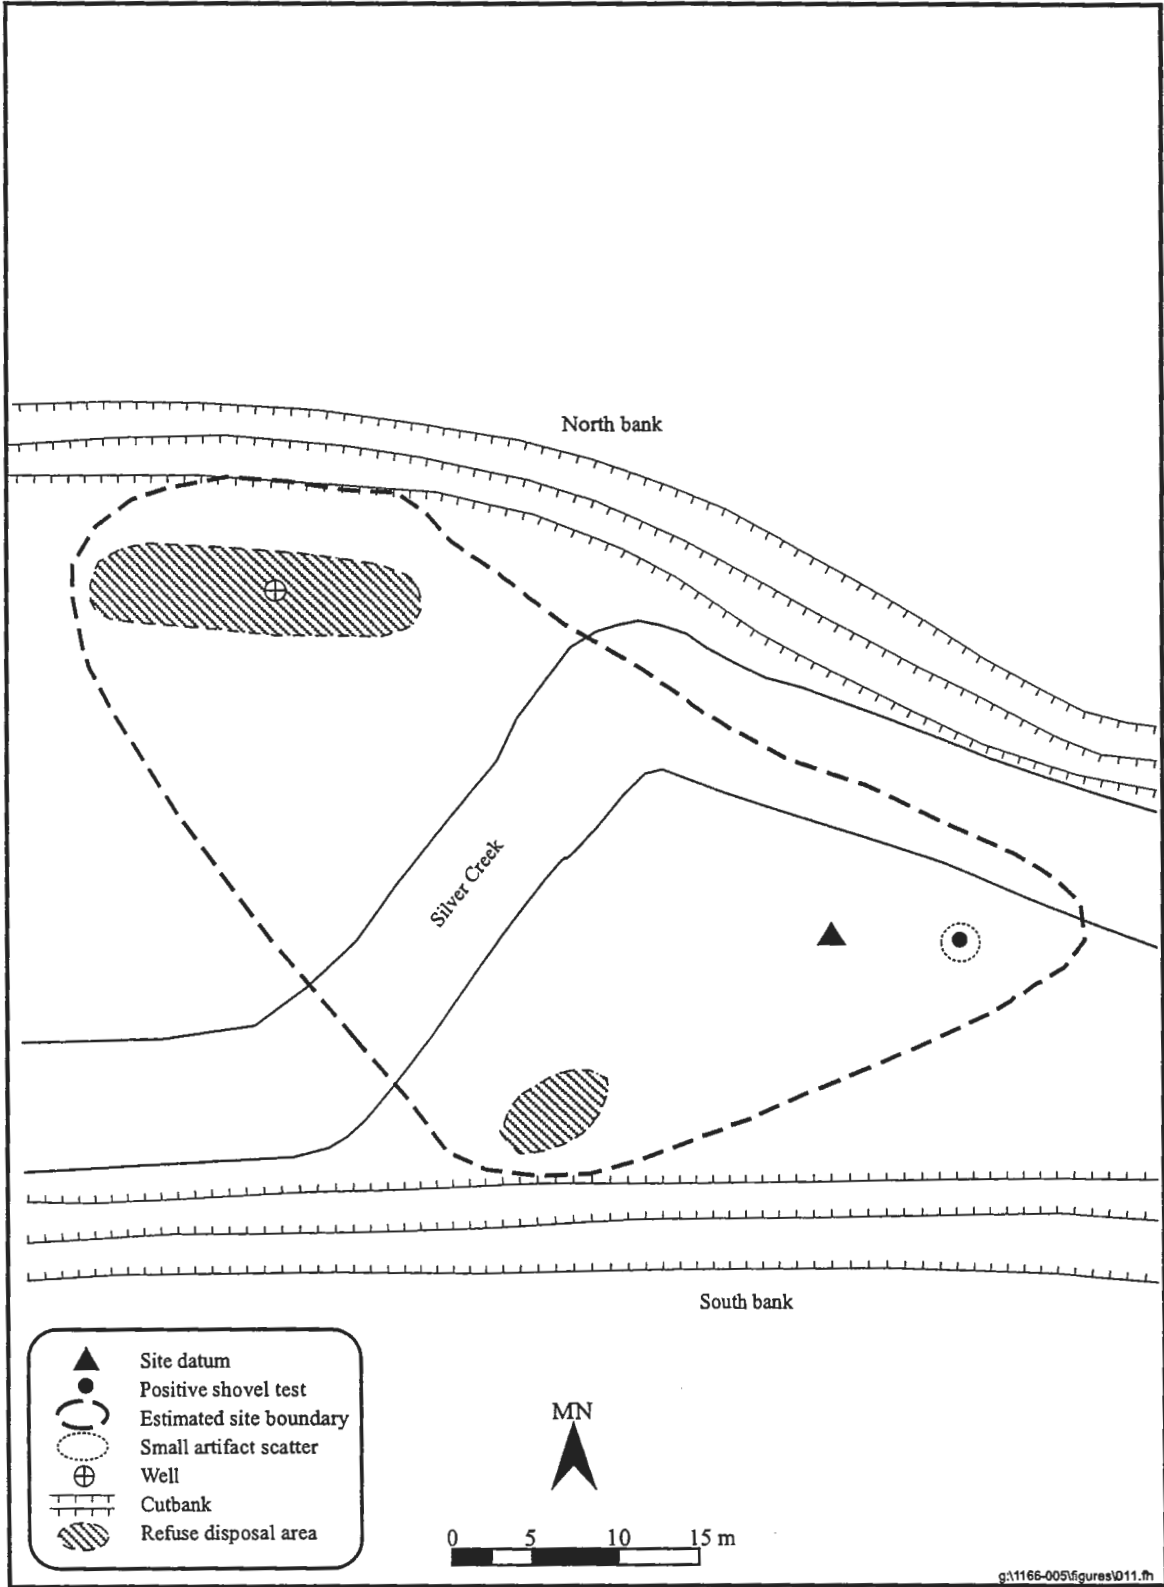 North bank
Silver Creek
South bank
Site datum
Positive shovel test
Estimated site boundary
Small artifact scatter
Well
Cutbank
Refuse disposal area
MN
0 5 10 15 m
g:\1166-005\figures\011.fh